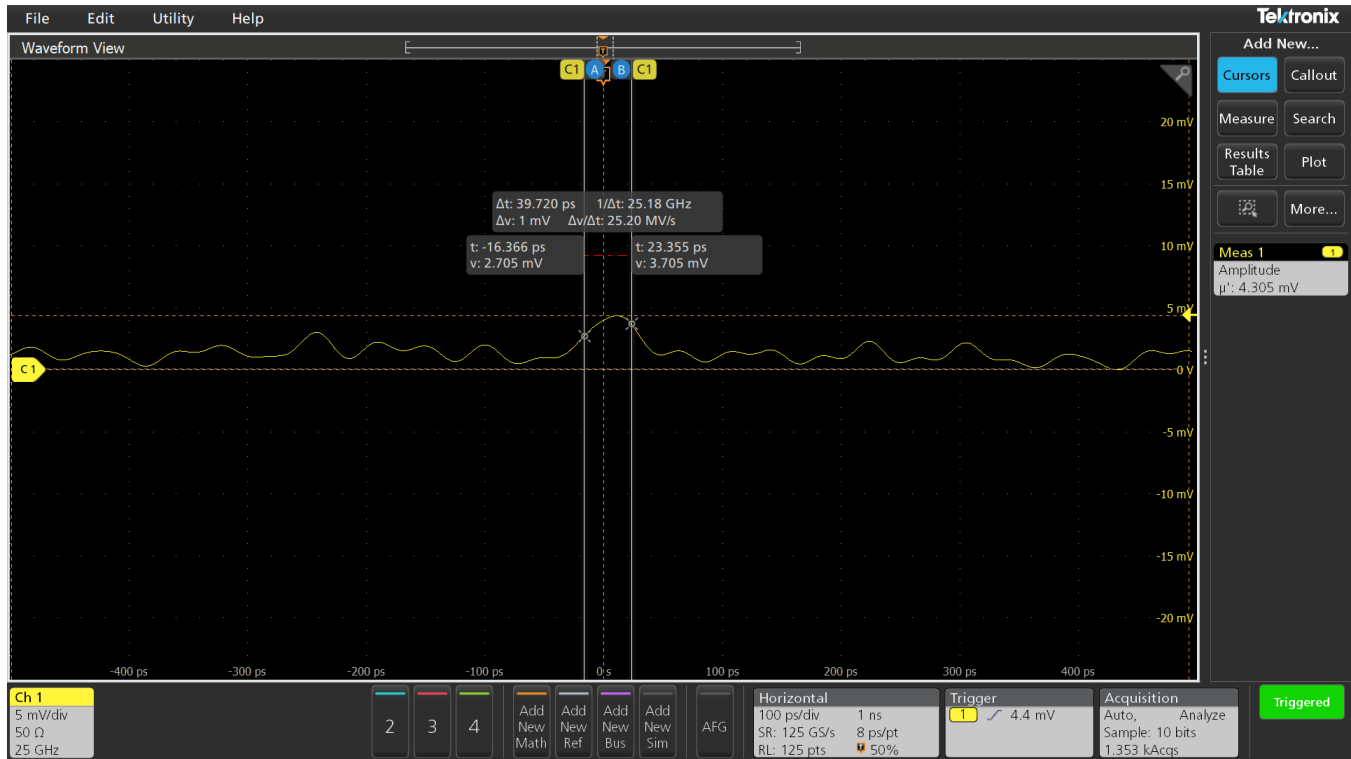 File Edit Utility Help
Tektronix
Waveform View
Add New...
C1 A B C1
T
Cursors Callout
Measure Search
Results Table Plot
More...
Meas 1 1
Amplitude
µ': 4.305 mV
20 mV
15 mV
10 mV
5 mV
0 V
-5 mV
-10 mV
-15 mV
-20 mV
Δt: 39.720 ps 1/Δt: 25.18 GHz
Δv: 1 mV Δv/Δt: 25.20 MV/s
t: -16.366 ps
v: 2.705 mV
t: 23.355 ps
v: 3.705 mV
C1
-400 ps -300 ps -200 ps -100 ps 0 s 100 ps 200 ps 300 ps 400 ps
Ch 1
5 mV/div
50 Ω
25 GHz
2 3 4
Add New Math
Add New Ref
Add New Bus
Add New Sim
AFG
Horizontal
100 ps/div 1 ns
SR: 125 GS/s 8 ps/pt
RL: 125 pts 50%
Trigger
1 4.4 mV
Acquisition
Auto, Analyze
Sample: 10 bits
1.353 kAcqs
Triggered